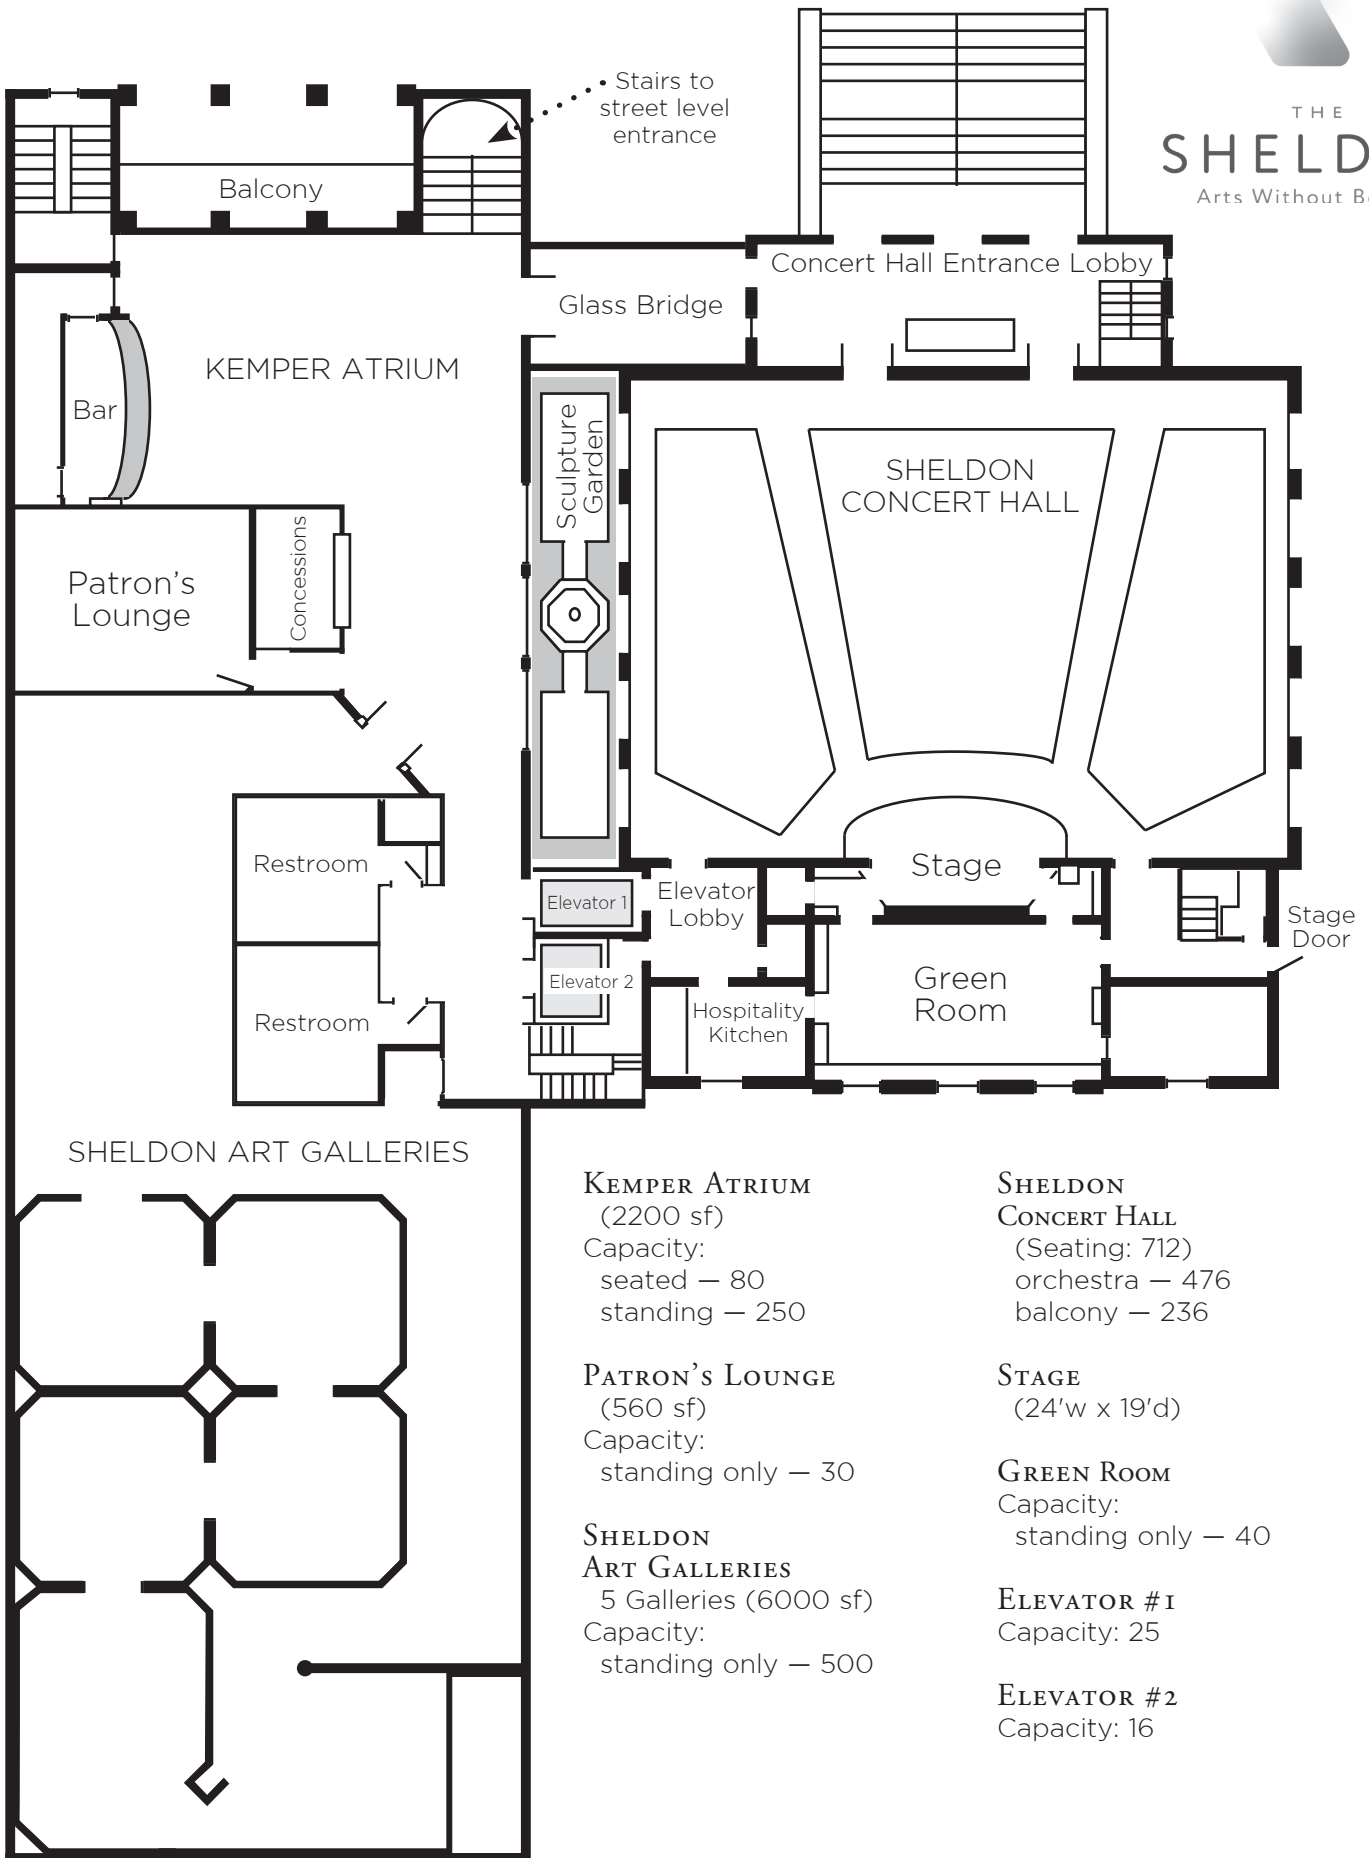 Stairs to
street level
entrance
THE
SHELD
Arts Without B
Balcony
Concert Hall Entrance Lobby
Glass Bridge
KEMPER ATRIUM
Bar
Sculpture
Garden
SHELDON
CONCERT HALL
Concessions
Patron's
Lounge
Restroom
Stage
Elevator 1
Elevator
Lobby
Stage
Door
Elevator 2
Green
Room
Hospitality
Kitchen
Restroom
SHELDON ART GALLERIES
KEMPER ATRIUM
(2200 sf)
Capacity:
seated — 80
standing — 250
PATRON'S LOUNGE
(560 sf)
Capacity:
standing only — 30
SHELDON
ART GALLERIES
5 Galleries (6000 sf)
Capacity:
standing only — 500
SHELDON
CONCERT HALL
(Seating: 712)
orchestra — 476
balcony — 236
STAGE
(24'w x 19'd)
GREEN ROOM
Capacity:
standing only — 40
ELEVATOR #1
Capacity: 25
ELEVATOR #2
Capacity: 16